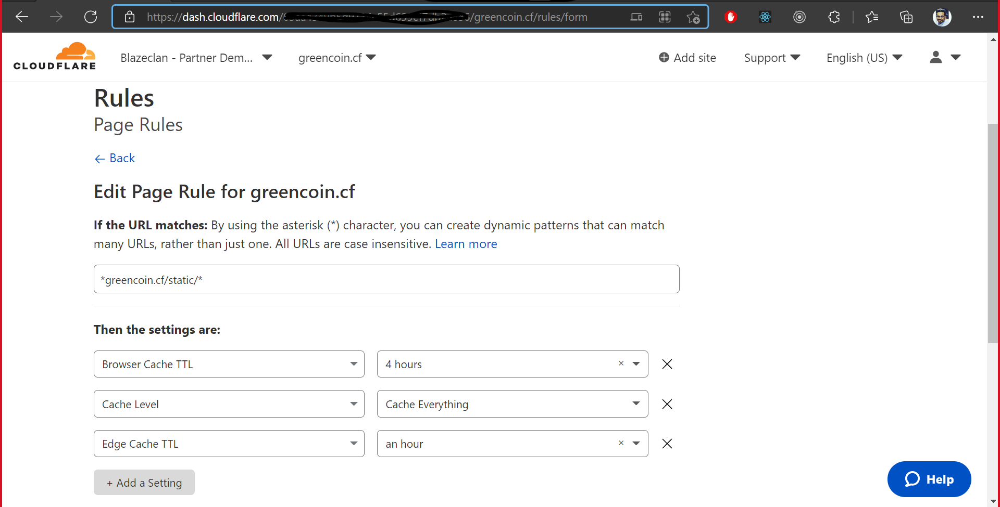 https://dash.cloudflare.com/ /greencoin.cf/rules/form
CLOUDFLARE
Blazeclan - Partner Dem... greencoin.cf Add site Support English (US)
Rules
Page Rules
← Back
Edit Page Rule for greencoin.cf
If the URL matches: By using the asterisk (*) character, you can create dynamic patterns that can match
many URLs, rather than just one. All URLs are case insensitive. Learn more
*greencoin.cf/static/*
Then the settings are:
Browser Cache TTL 4 hours
Cache Level Cache Everything
Edge Cache TTL an hour
+ Add a Setting
Help